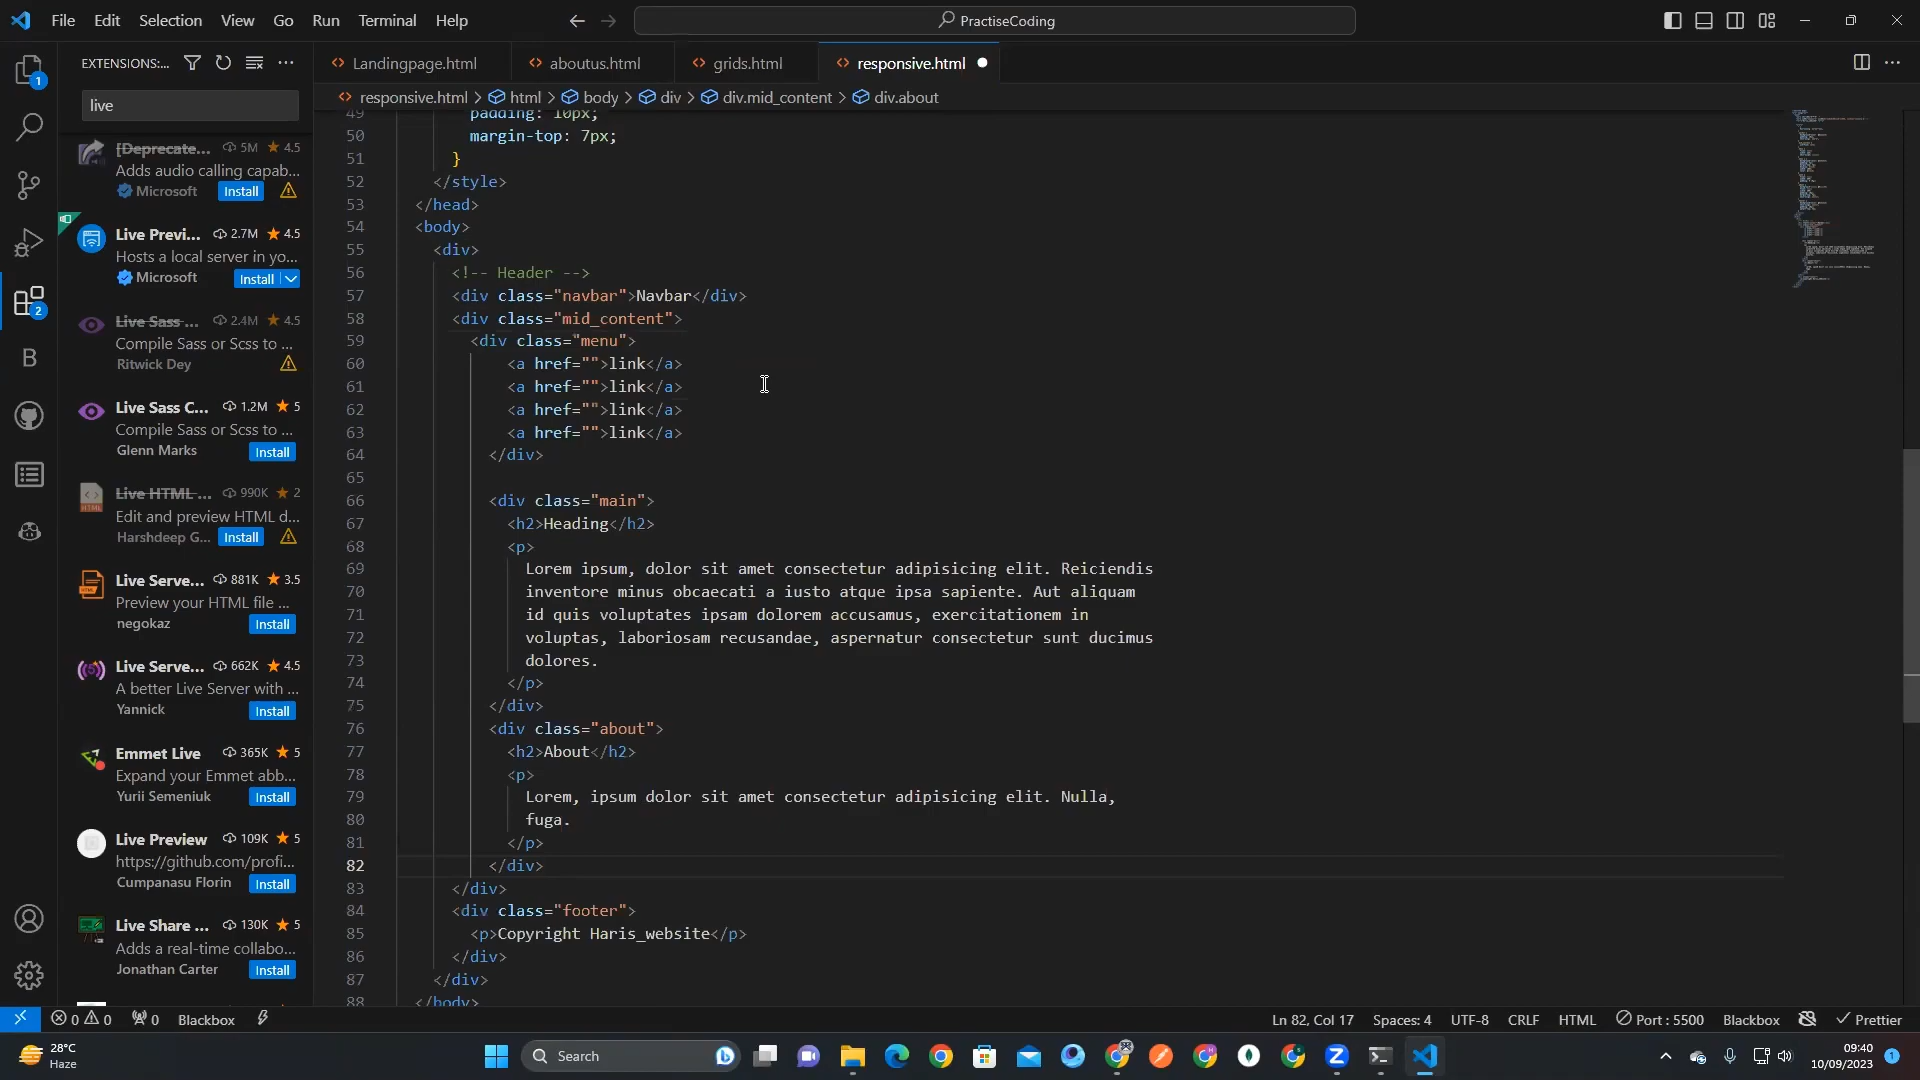 File Edit Selection View Go Run Terminal Help
PractiseCoding
EXTENSIONS:...
live
[Deprecate... 5M 4.5
Adds audio calling capab...
Microsoft Install
Live Previ... 2.7M 4.5
Hosts a local server in yo...
Microsoft Install
Live Sass ... 2.4M 4.5
Compile Sass or Scss to ...
Ritwick Dey
Live Sass C... 1.2M 5
Compile Sass or Scss to ...
Glenn Marks Install
Live HTML ... 990K 2
Edit and preview HTML d...
Harshdeep G... Install
Live Serve... 881K 3.5
Preview your HTML file ...
negokaz Install
Live Serve... 662K 4.5
A better Live Server with ...
Yannick Install
Emmet Live 365K 5
Expand your Emmet abb...
Yurii Semeniuk Install
Live Preview 109K 5
https://github.com/profi...
Cumpanasu Florin Install
Live Share ... 130K 5
Adds a real-time collabo...
Jonathan Carter Install
Landingpage.html aboutus.html grids.html responsive.html
responsive.html > html > body > div > div.mid_content > div.about
49 padding: 10px;
50 margin-top: 7px;
51 }
52 </style>
53 </head>
54 <body>
55 <div>
56 <!-- Header -->
57 <div class="navbar">Navbar</div>
58 <div class="mid_content">
59 <div class="menu">
60 <a href="">link</a>
61 <a href="">link</a>
62 <a href="">link</a>
63 <a href="">link</a>
64 </div>
65
66 <div class="main">
67 <h2>Heading</h2>
68 <p>
69 Lorem ipsum, dolor sit amet consectetur adipisicing elit. Reiciendis
70 inventore minus obcaecati a iusto atque ipsa sapiente. Aut aliquam
71 id quis voluptates ipsam dolorem accusamus, exercitationem in
72 voluptas, laboriosam recusandae, aspernatur consectetur sunt ducimus
73 dolores.
74 </p>
75 </div>
76 <div class="about">
77 <h2>About</h2>
78 <p>
79 Lorem, ipsum dolor sit amet consectetur adipisicing elit. Nulla,
80 fuga.
81 </p>
82 </div>
83 </div>
84 <div class="footer">
85 <p>Copyright Haris_website</p>
86 </div>
87 </div>
88 </body>
1
2
B
0 0 0 Blackbox Ln 82, Col 17 Spaces: 4 UTF-8 CRLF HTML Port : 5500 Blackbox Prettier
28°C
Haze
Search
09:40
10/09/2023
1